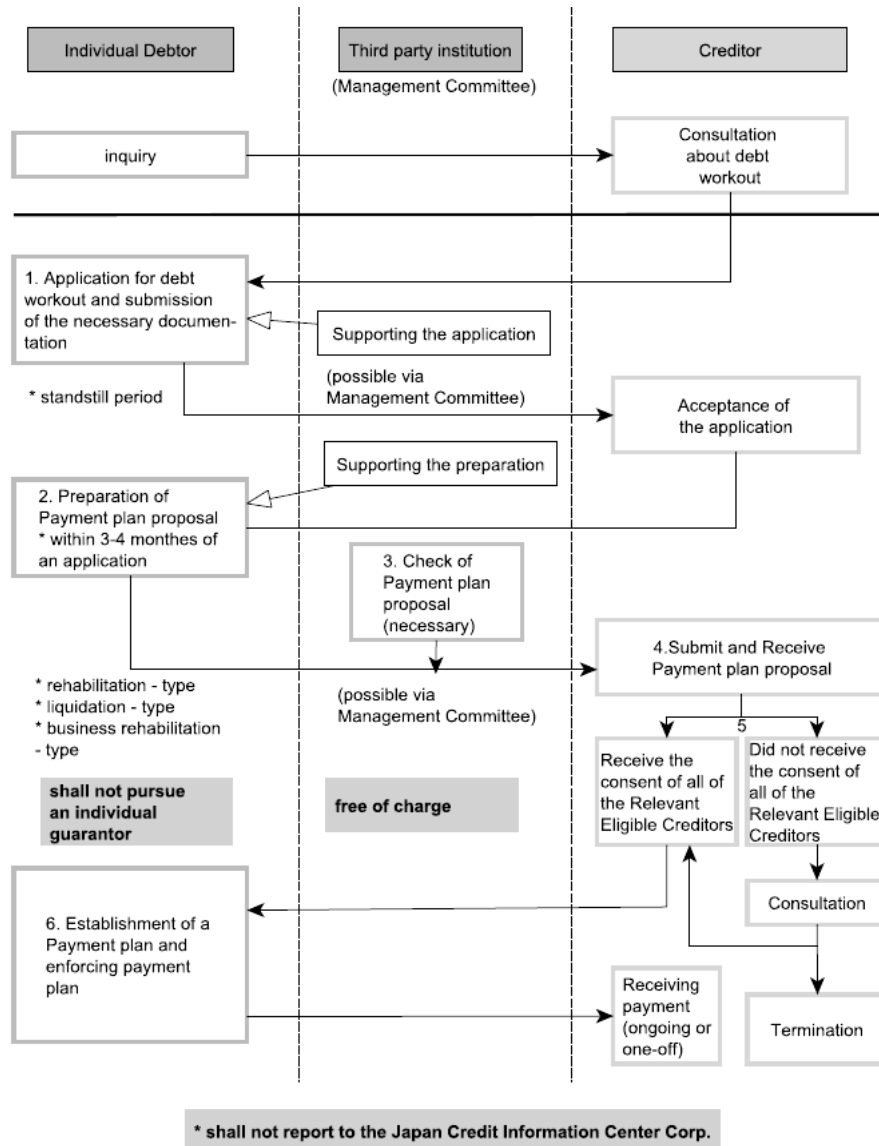 Individual Debtor
Third party institution
(Management Committee)
Creditor
inquiry
Consultation
about debt
workout
1. Application for debt
workout and submission
of the necessary documen-
tation
Supporting the application
* standstill period
(possible via
Management Committee)
Acceptance of
the application
Supporting the preparation
2. Preparation of
Payment plan proposal
* within 3-4 monthes of
an application
3. Check of
Payment plan
proposal
(necessary)
4.Submit and Receive
Payment plan proposal
* rehabilitation - type
* liquidation - type
* business rehabilitation
- type
(possible via
Management Committee)
5
Receive the
consent of all of
the Relevant
Eligible Creditors
Did not receive
the consent of
all of the
Relevant Eligible
Creditors
shall not pursue
an individual
guarantor
free of charge
Consultation
6. Establishment of a
Payment plan and
enforcing payment
plan
Receiving
payment
(ongoing or
one-off)
Termination
* shall not report to the Japan Credit Information Center Corp.